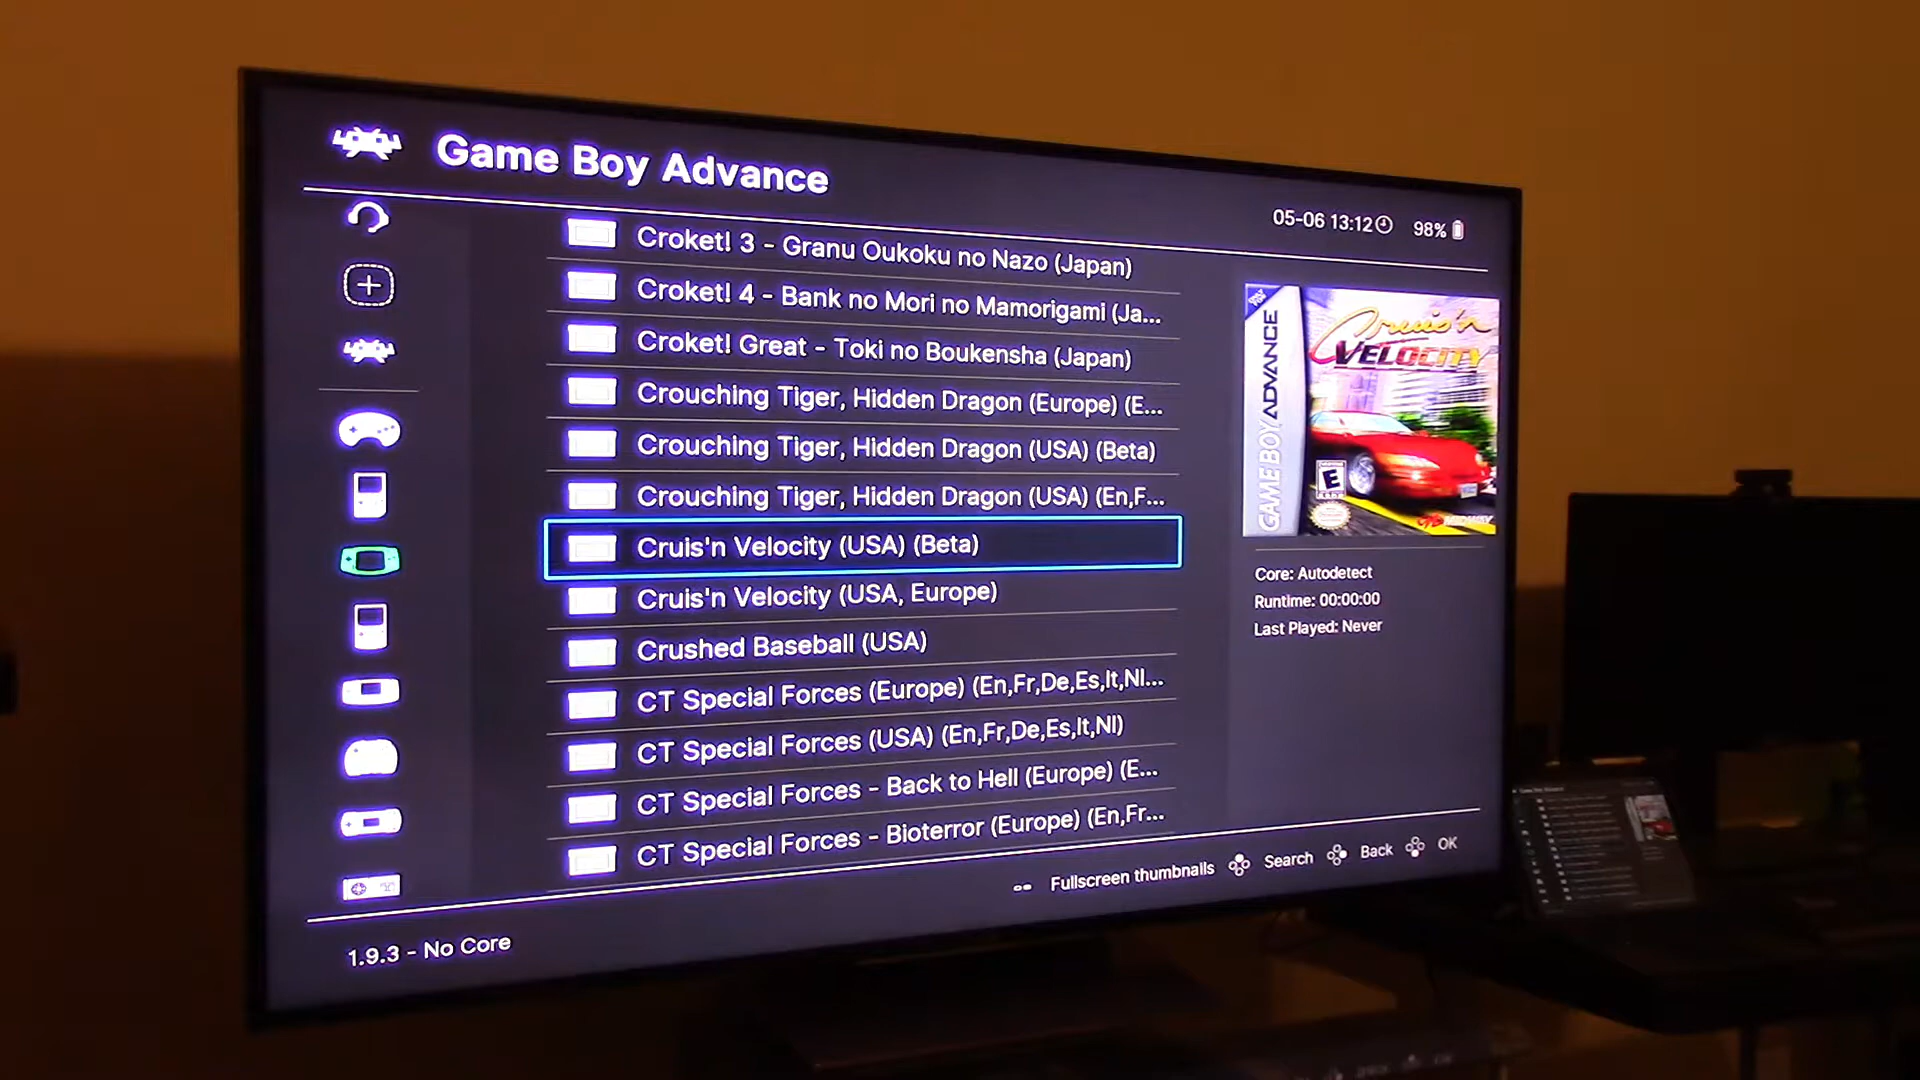 Game Boy Advance
05-06 13:12 98%
Croket! 3 - Granu Oukoku no Nazo (Japan)
Croket! 4 - Bank no Mori no Mamorigami (Ja...
Croket! Great - Toki no Boukensha (Japan)
Crouching Tiger, Hidden Dragon (Europe) (E...
Crouching Tiger, Hidden Dragon (USA) (Beta)
Crouching Tiger, Hidden Dragon (USA) (En,F...
Cruis'n Velocity (USA) (Beta)
Cruis'n Velocity (USA, Europe)
Crushed Baseball (USA)
CT Special Forces (Europe) (En,Fr,De,Es,It,Nl...
CT Special Forces (USA) (En,Fr,De,Es,It,Nl)
CT Special Forces - Back to Hell (Europe) (E...
CT Special Forces - Bioterror (Europe) (En,Fr...
GAME BOY ADVANCE
Cruis'n
VELOCITY
E
MIDWAY
Core: Autodetect
Runtime: 00:00:00
Last Played: Never
Fullscreen thumbnails Search Back OK
1.9.3 - No Core